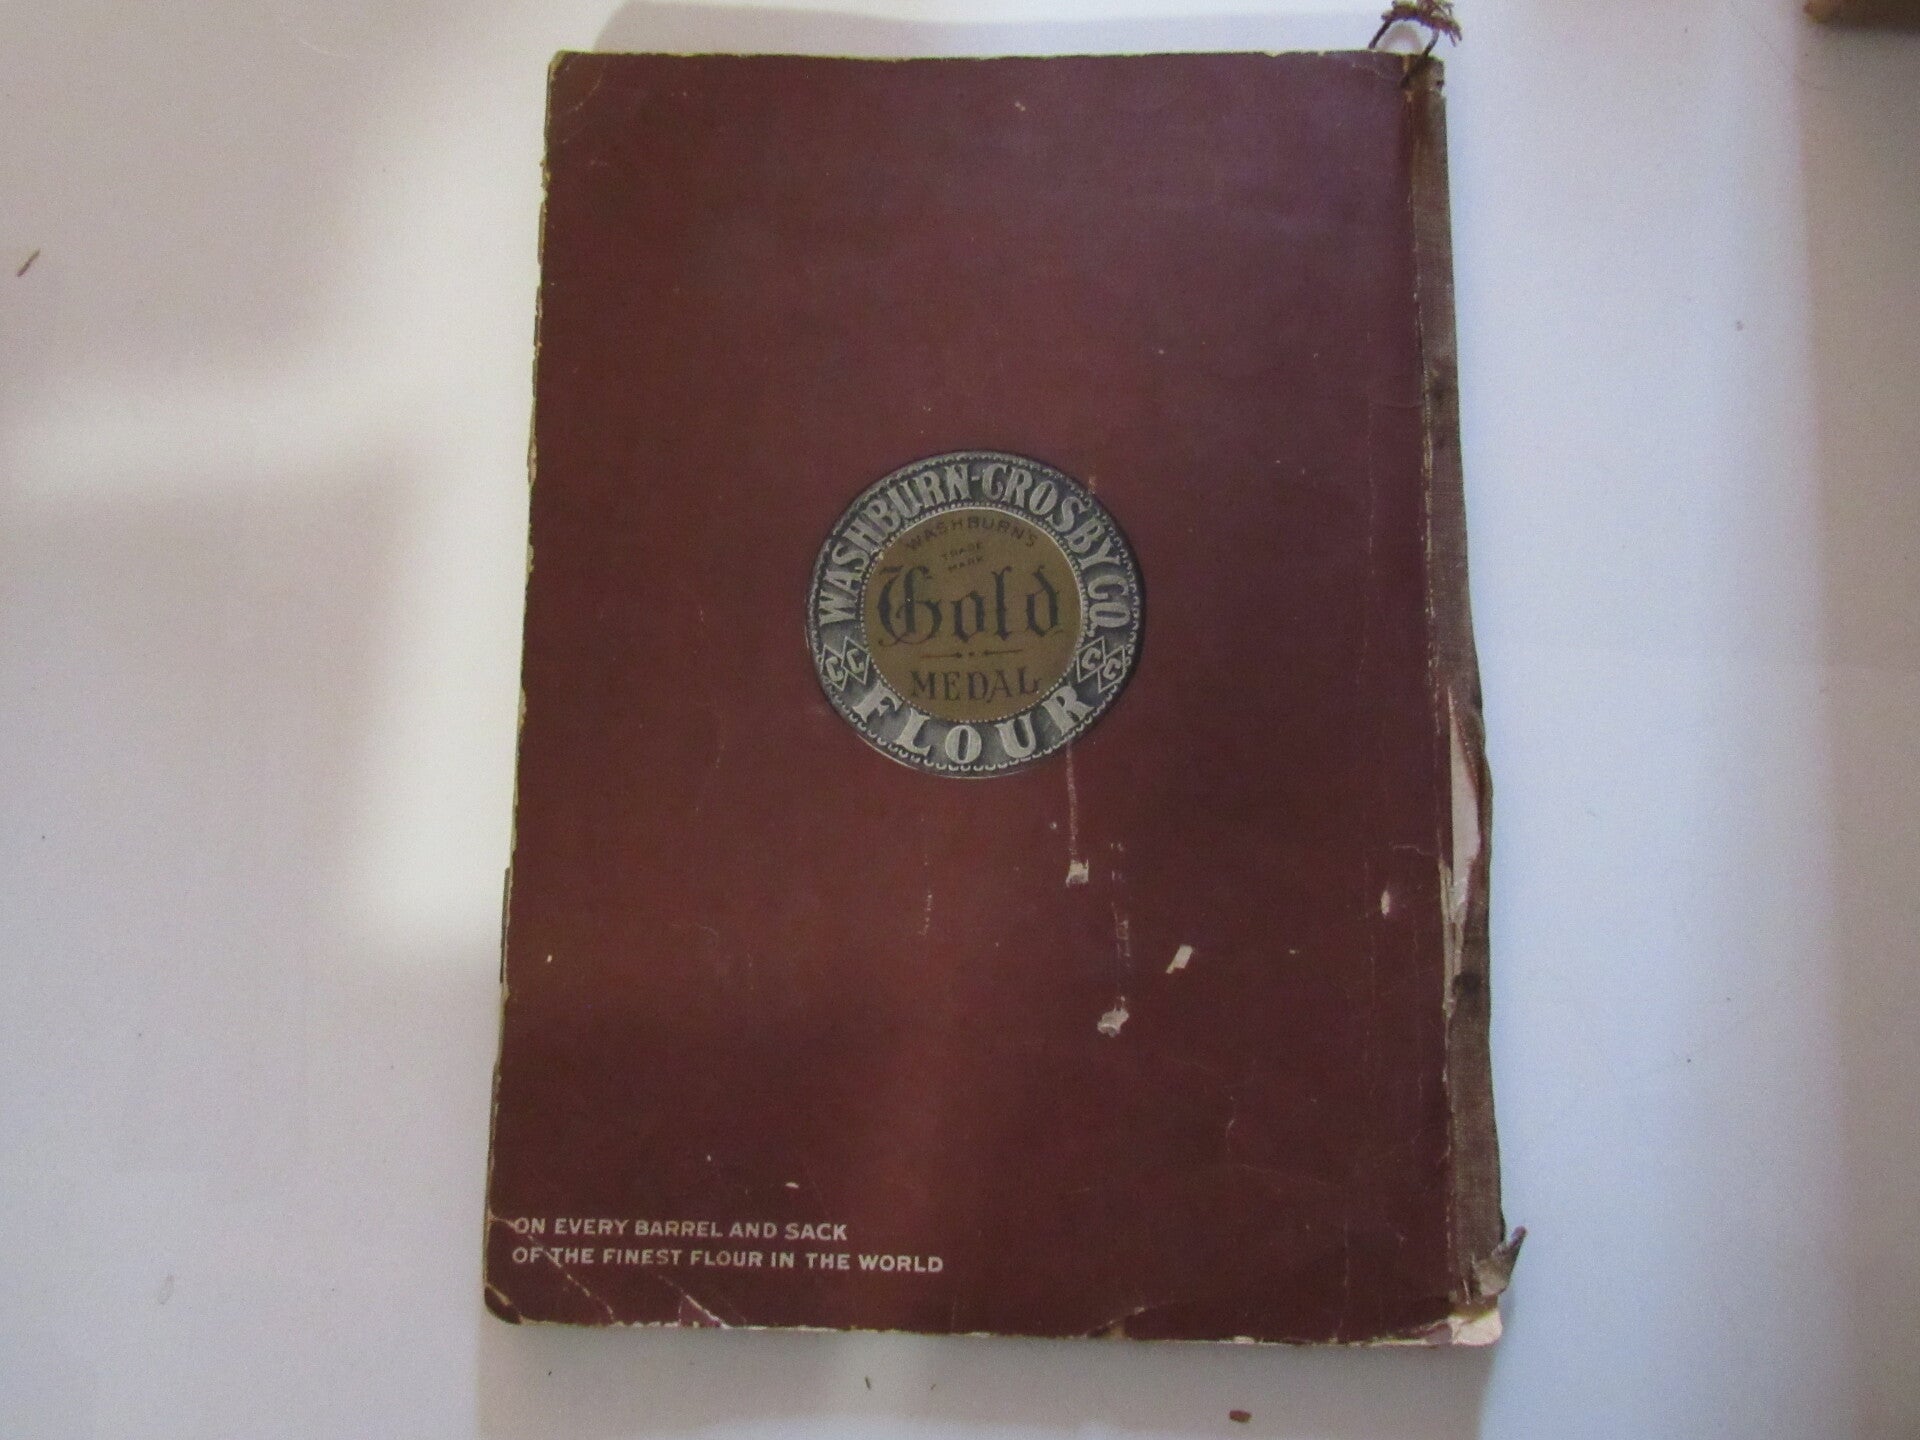 WASHBURN-CROSBY CO.
WASHBURN'S
TRADE
MARK
Gold
MEDAL
C C
C C
FLOUR
ON EVERY BARREL AND SACK
OF THE FINEST FLOUR IN THE WORLD